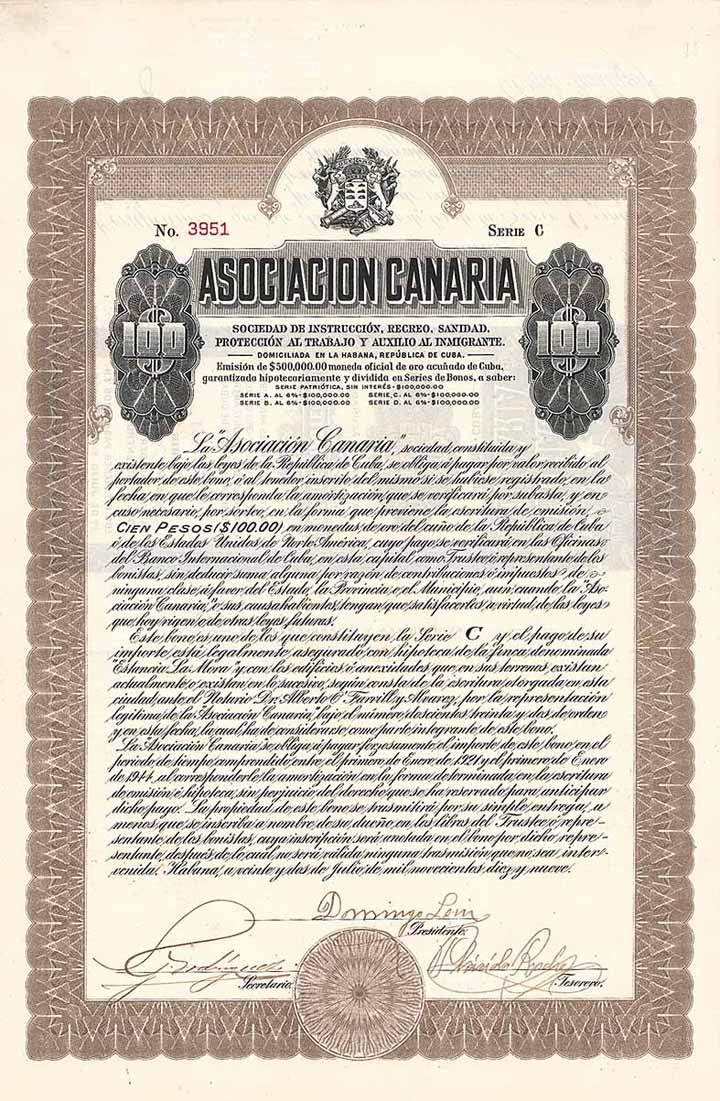 No. 3951
SERIE C
ASOCIACION CANARIA
100
100
SOCIEDAD DE INSTRUCCIÓN, RECREO, SANIDAD.
PROTECCIÓN AL TRABAJO Y AUXILIO AL INMIGRANTE.
DOMICILIADA EN LA HABANA, REPÚBLICA DE CUBA.
Emisión de $500,000.00 moneda oficial de oro acuñado de Cuba,
garantizada hipotecariamente y dividida en Series de Bonos, a saber:
SERIE PATRIÓTICA, SIN INTERÉS-$100,000.00
SERIE A. AL 6%-$100,000.00 SERIE C. AL 6%-$100,000.00
SERIE B. AL 6%-$100,000.00 SERIE D. AL 6%-$100,000.00
La "Asociación Canaria," sociedad constituida y
existente bajo las leyes de la República de Cuba, se obliga á pagar por valor recibido al
portador de este bono, ó al tenedor inscrito del mismo si se hubiese registrado, en la
fecha en que le corresponda la amortización que se verificará por subasta, y en
caso necesario, por sorteo, en la forma que previene la escritura de emisión,
CIEN PESOS ($100.00) en monedas de oro del cuño de la República de Cuba
ó de los Estados Unidos de Norte América, cuyo pago se verificará en las Oficinas
del Banco Internacional de Cuba, en esta capital como Trustee ó representante de los
bonistas, sin deducir suma alguna por razón de contribuciones ó impuestos de
ninguna clase á favor del Estado, la Provincia o el Municipio, aun cuando la "Aso-
ciación Canaria," o sus causahabientes, tengan que satisfacerlos a virtud de las leyes
que hoy rigen o de otras leyes futuras.
Este bono es uno de los que constituyen la Serie C y el pago de su
importe está legalmente asegurado con hipoteca de la finca denominada
"Estancia La Mora" y con los edificios ó anexidades que en sus terrenos existan
actualmente o existan en lo sucesivo, según consta de la escritura otorgada en esta
ciudad ante el Notario Dr. Alberto O'Farrill y Alvarez, por la representación
legítima de la Asociación Canaria, bajo el número doscientos treinta y dos de orden
y en esta fecha, la cual ha de considerarse como parte integrante de este bono.
La Asociación Canaria se obliga á pagar forzosamente el importe de este bono en el
periodo de tiempo comprendido entre el primero de Enero de 1921 y el primero de Enero
de 1944, al corresponderle la amortización en la forma determinada en la escritura
de emisión é hipoteca, sin perjuicio del derecho que se ha reservado para anticipar
dicho pago. La propiedad de este bono se trasmitirá por su simple entrega, a
menos que se inscriba a nombre de su dueño en los libros del Trustee ó repre-
sentante de los bonistas, cuya inscripción será anotada en el bono por dicho repre-
sentante, después de lo cual no será válida ninguna trasmisión que no sea inter-
venida. Habana, a veinte y dos de Julio de mil novecientos diez y nueve.
Domingo León
Presidente.
Secretario.
Tesorero.